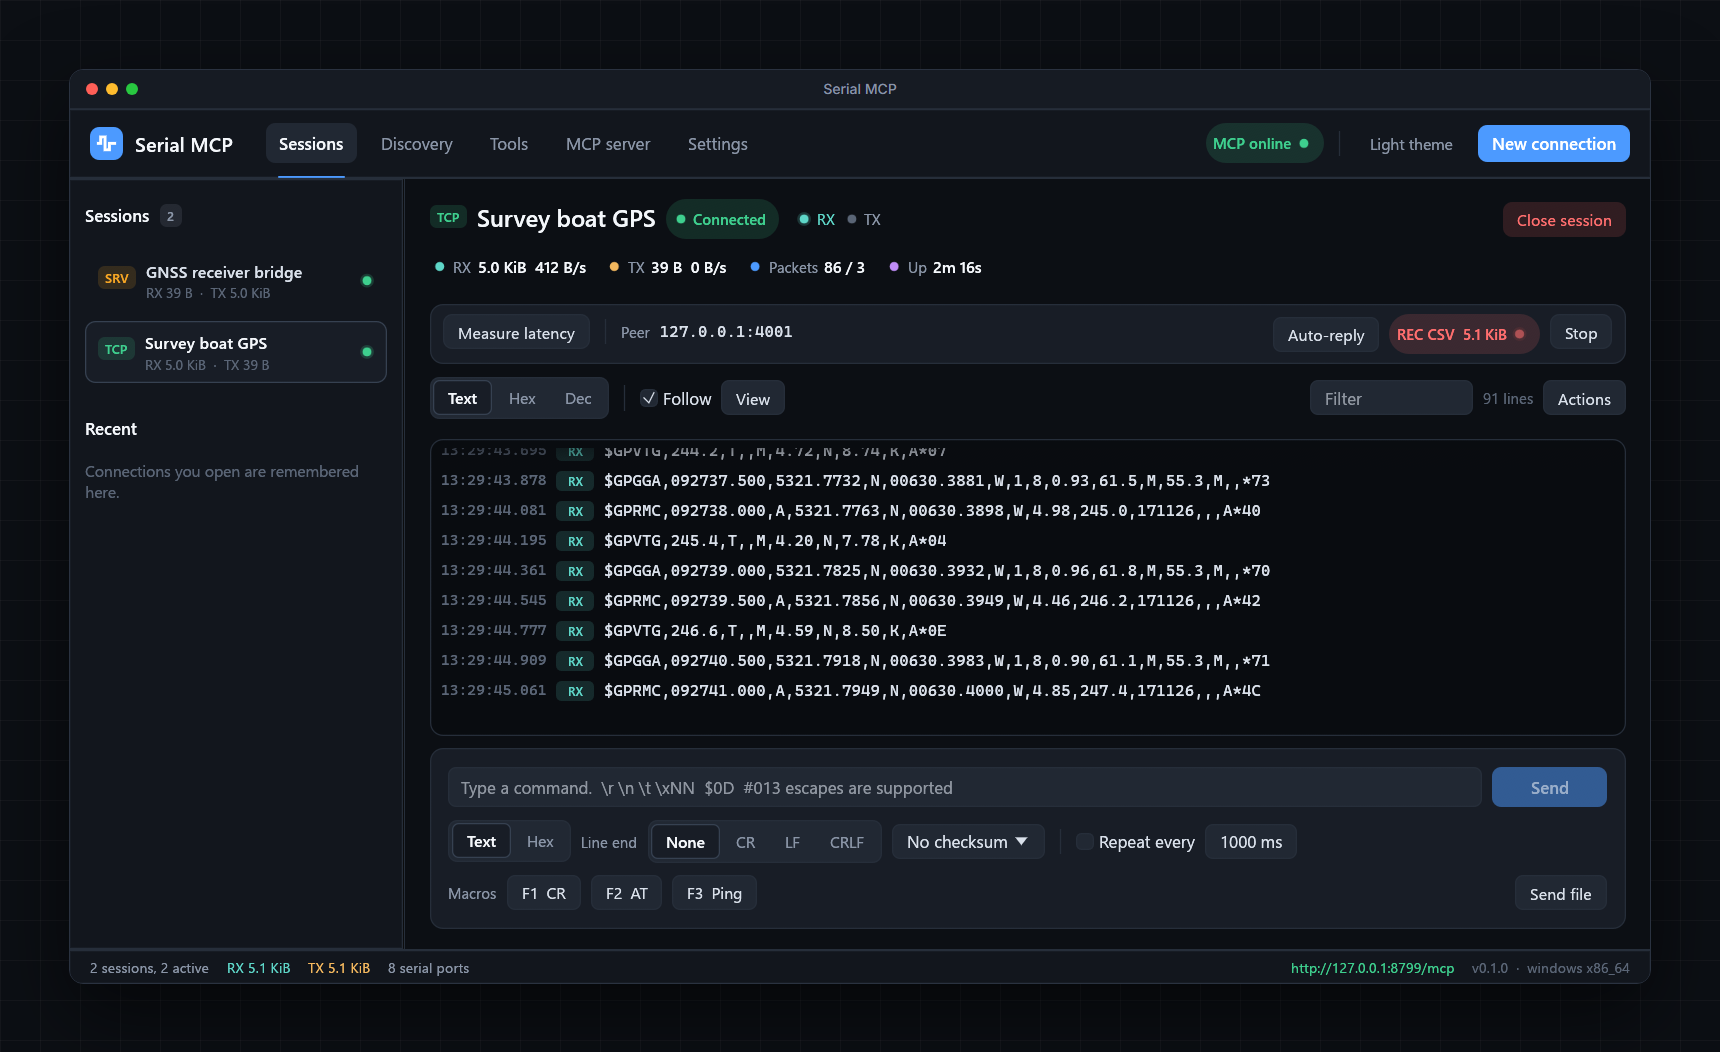 Serial MCP
Serial MCP Sessions Discovery Tools MCP server Settings MCP online Light theme New connection
Sessions 2
SRV GNSS receiver bridge
RX 39 B · TX 5.0 KiB
TCP Survey boat GPS
RX 5.0 KiB · TX 39 B
Recent
Connections you open are remembered
here.
TCP Survey boat GPS Connected RX TX Close session
RX 5.0 KiB 412 B/s TX 39 B 0 B/s Packets 86 / 3 Up 2m 16s
Measure latency Peer 127.0.0.1:4001 Auto-reply REC CSV 5.1 KiB Stop
Text Hex Dec Follow View Filter 91 lines Actions
13:29:43.695 RX $GPVTG,244.2,T,,M,4.72,N,8.74,K,A*07
13:29:43.878 RX $GPGGA,092737.500,5321.7732,N,00630.3881,W,1,8,0.93,61.5,M,55.3,M,,*73
13:29:44.081 RX $GPRMC,092738.000,A,5321.7763,N,00630.3898,W,4.98,245.0,171126,,,A*40
13:29:44.195 RX $GPVTG,245.4,T,,M,4.20,N,7.78,K,A*04
13:29:44.361 RX $GPGGA,092739.000,5321.7825,N,00630.3932,W,1,8,0.96,61.8,M,55.3,M,,*70
13:29:44.545 RX $GPRMC,092739.500,A,5321.7856,N,00630.3949,W,4.46,246.2,171126,,,A*42
13:29:44.777 RX $GPVTG,246.6,T,,M,4.59,N,8.50,K,A*0E
13:29:44.909 RX $GPGGA,092740.500,5321.7918,N,00630.3983,W,1,8,0.90,61.1,M,55.3,M,,*71
13:29:45.061 RX $GPRMC,092741.000,A,5321.7949,N,00630.4000,W,4.85,247.4,171126,,,A*4C
Type a command. \r \n \t \xNN $0D #013 escapes are supported Send
Text Hex Line end None CR LF CRLF No checksum Repeat every 1000 ms
Macros F1 CR F2 AT F3 Ping Send file
2 sessions, 2 active RX 5.1 KiB TX 5.1 KiB 8 serial ports http://127.0.0.1:8799/mcp v0.1.0 · windows x86_64